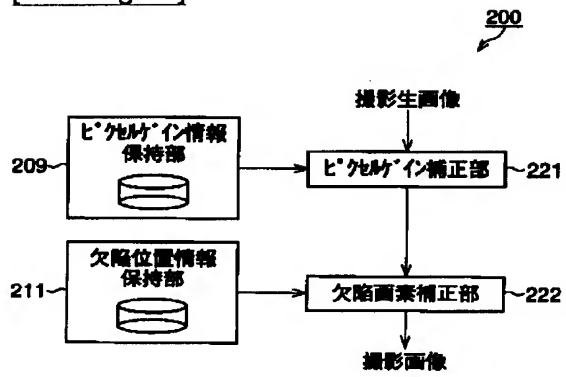 200
撮影生画像
ピクセルゲイン情報
保持部
209
ピクセルゲイン補正部
221
欠陥位置情報
保持部
211
欠陥画素補正部
222
撮影画像